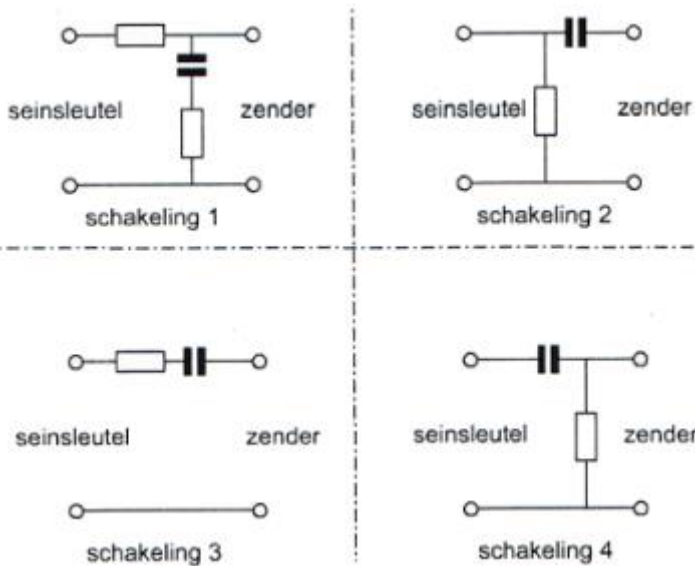 seinsleutel zender
schakeling 1
seinsleutel zender
schakeling 2
seinsleutel zender
schakeling 3
seinsleutel zender
schakeling 4